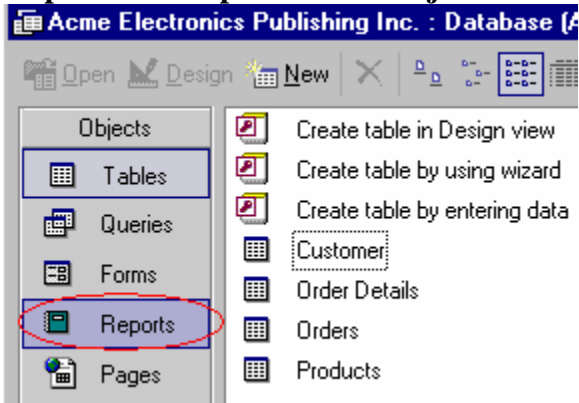 Acme Electronics Publishing Inc. : Database (A
Open Design New
Objects
Tables
Queries
Forms
Reports
Pages
Create table in Design view
Create table by using wizard
Create table by entering data
Customer
Order Details
Orders
Products